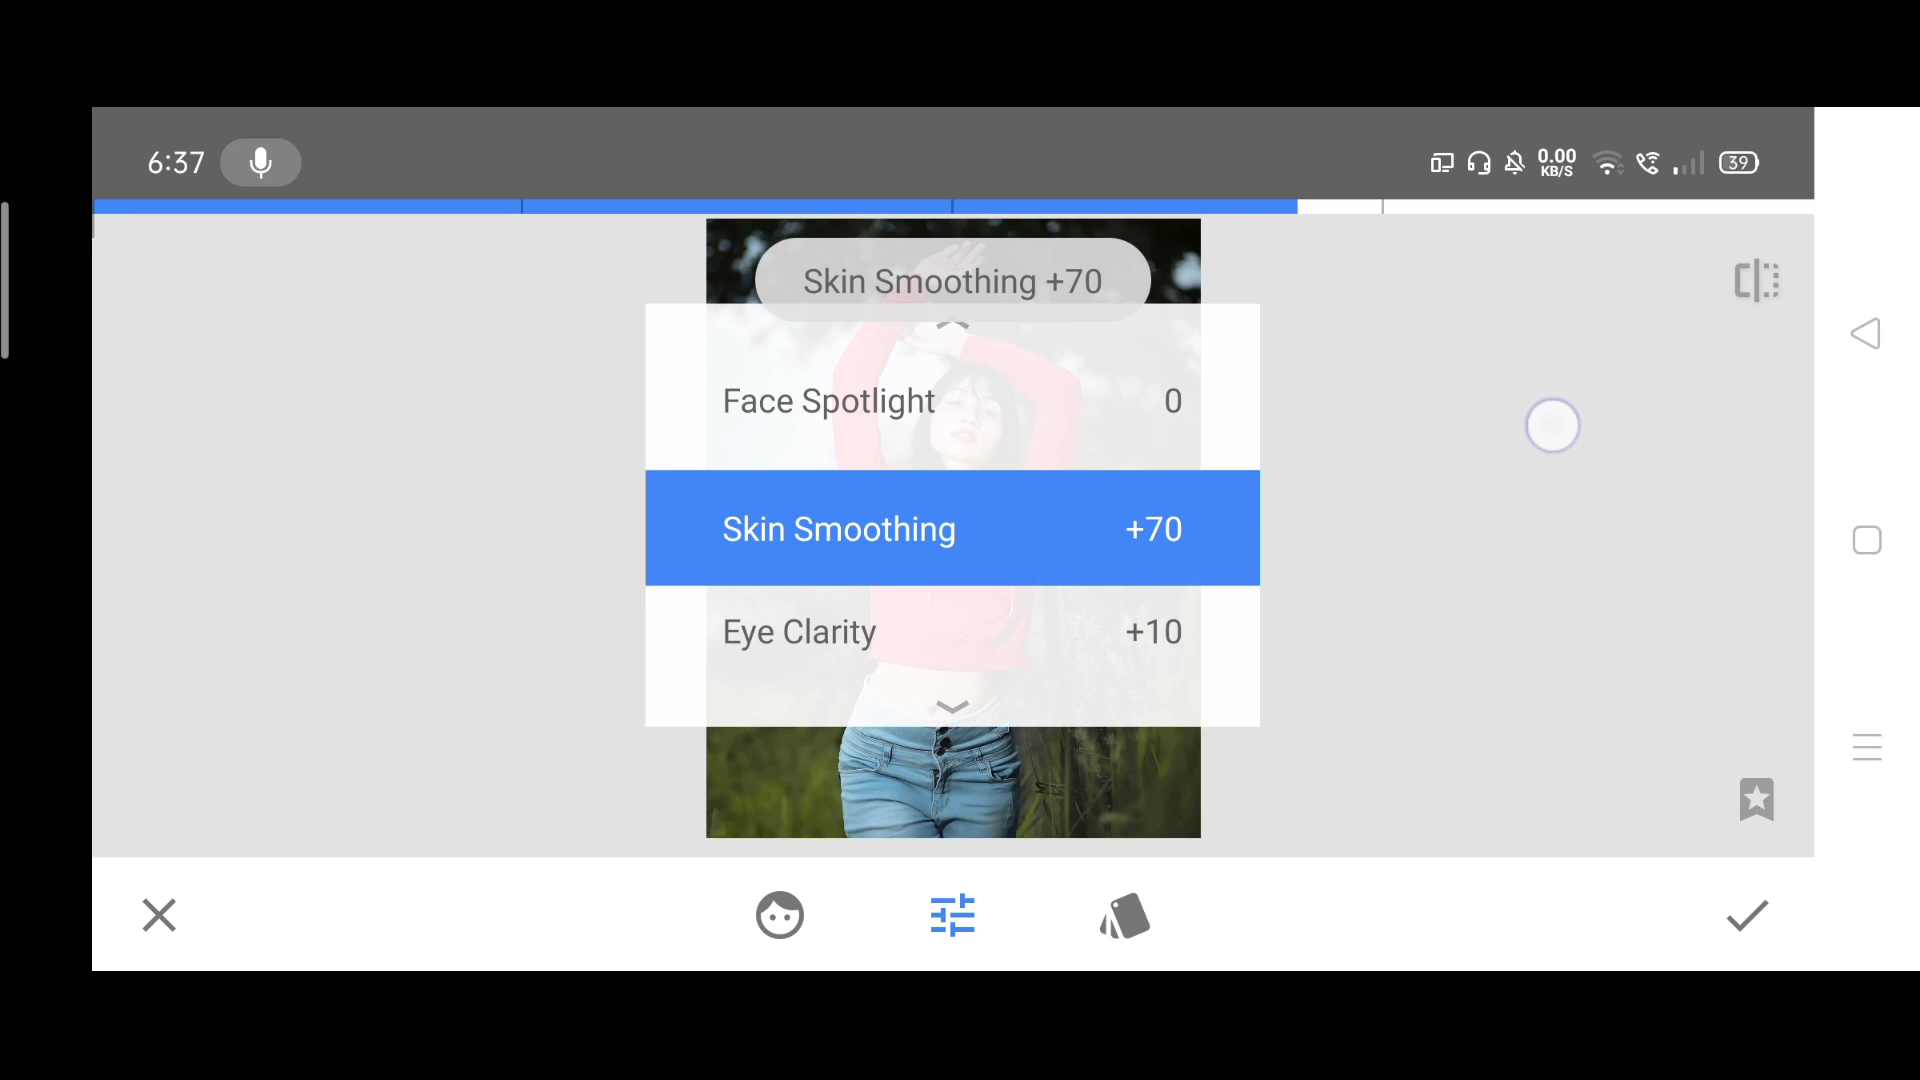 6:37
0.00
KB/S
39
Skin Smoothing +70
Face Spotlight 0
Skin Smoothing +70
Eye Clarity +10